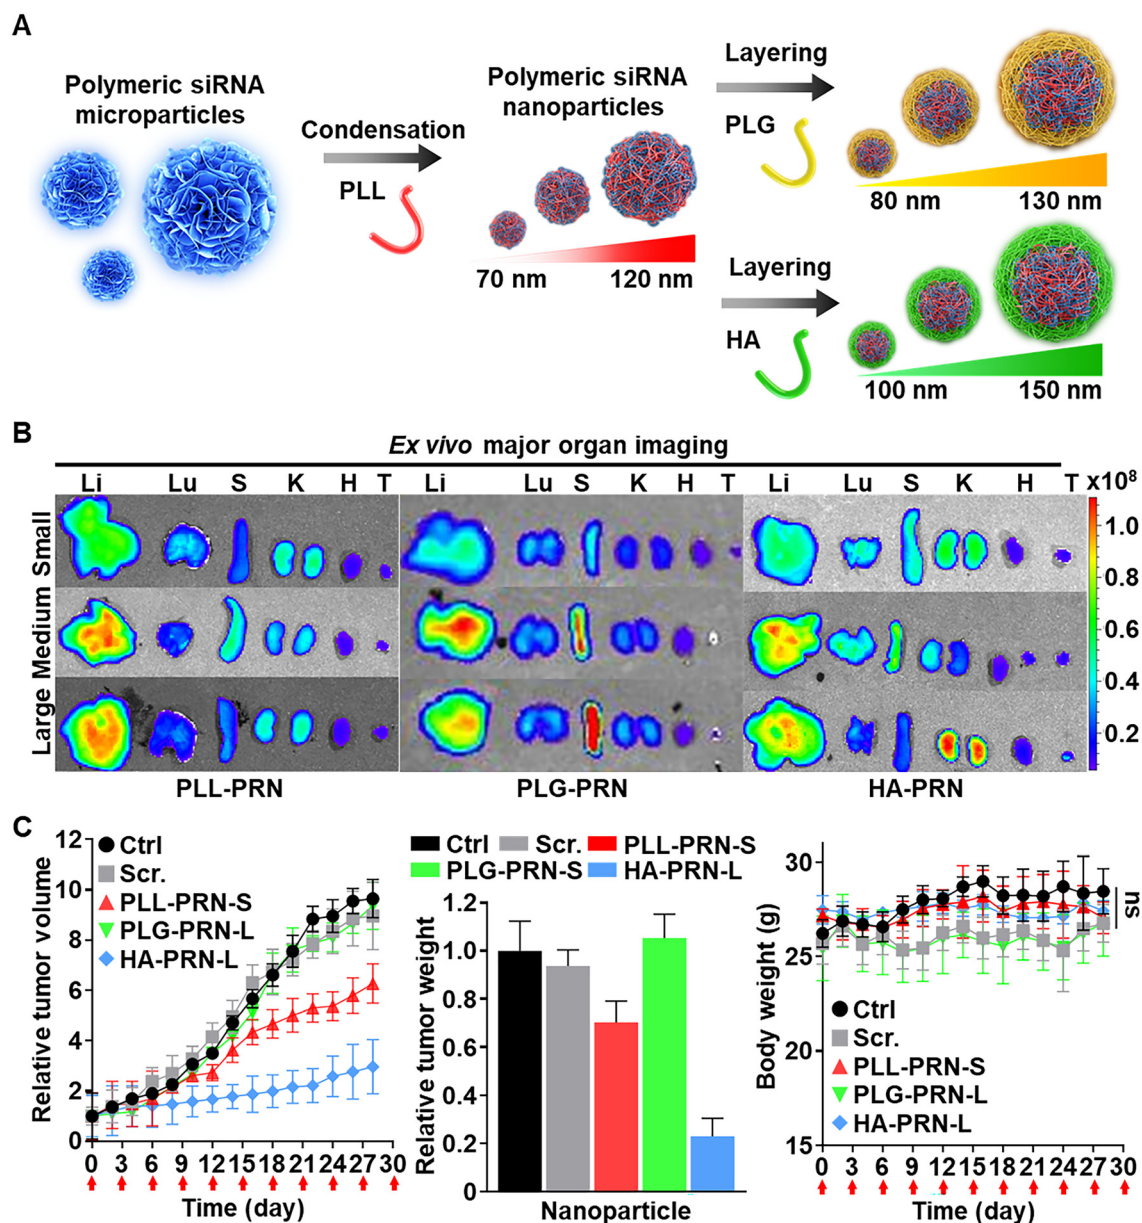 A
Polymeric siRNA
microparticles
Condensation
PLL
Polymeric siRNA
nanoparticles
70 nm
120 nm
Layering
PLG
80 nm
130 nm
Layering
HA
100 nm
150 nm
B
Ex vivo major organ imaging
Li Lu S K H T
Li Lu S K H T
Li Lu S K H T
x10⁸
Small
Medium
Large
1.0
0.8
0.6
0.4
0.2
PLL-PRN
PLG-PRN
HA-PRN
C
Relative tumor volume
12
10
8
6
4
2
0
Ctrl
Scr.
PLL-PRN-S
PLG-PRN-L
HA-PRN-L
0 3 6 9 12 15 18 21 24 27 30
Time (day)
Ctrl Scr. PLL-PRN-S
PLG-PRN-S HA-PRN-L
Relative tumor weight
1.2
1.0
0.8
0.6
0.4
0.2
0
Nanoparticle
Body weight (g)
30
25
20
15
ns
Ctrl
Scr.
PLL-PRN-S
PLG-PRN-L
HA-PRN-L
0 3 6 9 12 15 18 21 24 27 30
Time (day)